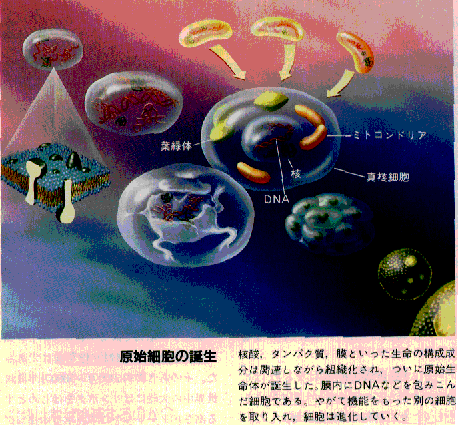 葉緑体
ミトコンドリア
核
真核細胞
DNA
原始細胞の誕生
核酸，タンパク質，膜といった生命の構成成
分は関連しながら組織化され，ついに原始生
命体が誕生した。膜内にDNAなどを包みこん
だ細胞である。やがて機能をもった別の細胞
を取り入れ，細胞は進化していく。